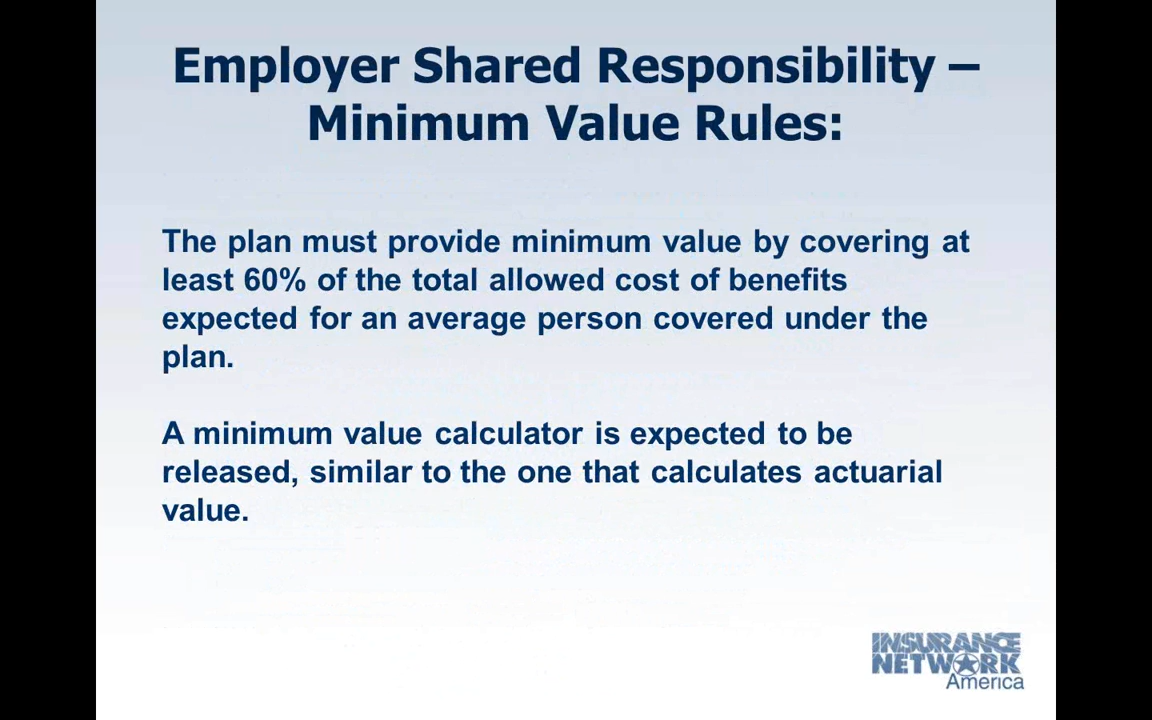 Employer Shared Responsibility –
Minimum Value Rules:
The plan must provide minimum value by covering at
least 60% of the total allowed cost of benefits
expected for an average person covered under the
plan.
A minimum value calculator is expected to be
released, similar to the one that calculates actuarial
value.
INSURANCE
NETWORK
America